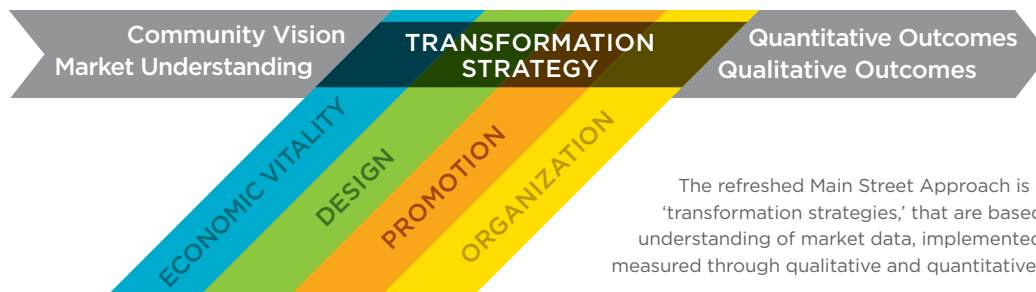 Community Vision
Market Understanding
TRANSFORMATION
STRATEGY
Quantitative Outcomes
Qualitative Outcomes
ECONOMIC VITALITY
DESIGN
PROMOTION
ORGANIZATION
The refreshed Main Street Approach is
‘transformation strategies,’ that are based
understanding of market data, implemented
measured through qualitative and quantitative